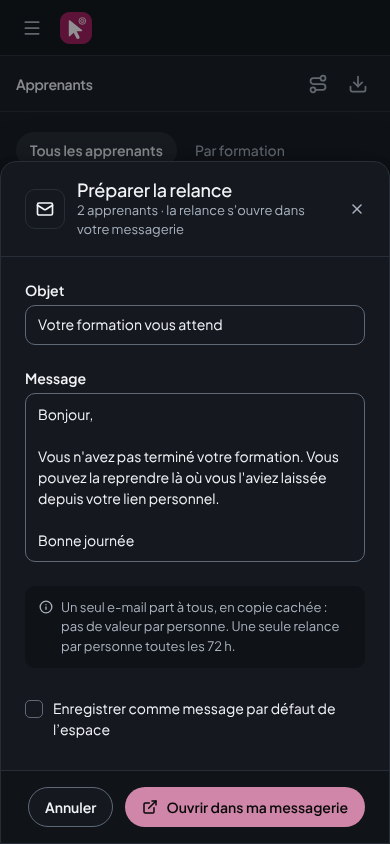 Apprenants
Tous les apprenants
Par formation
Préparer la relance
2 apprenants · la relance s'ouvre dans
votre messagerie
Objet
Votre formation vous attend
Message
Bonjour,
Vous n'avez pas terminé votre formation. Vous
pouvez la reprendre là où vous l'aviez laissée
depuis votre lien personnel.
Bonne journée
Un seul e-mail part à tous, en copie cachée :
pas de valeur par personne. Une seule relance
par personne toutes les 72 h.
Enregistrer comme message par défaut de
l'espace
Annuler
Ouvrir dans ma messagerie